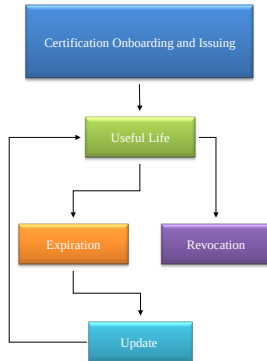 Certification Onboarding and Issuing
Useful Life
Expiration
Revocation
Update